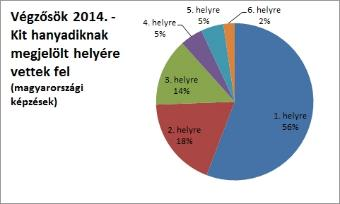 Végzősök 2014. -
Kit hanyadiknak
megjelölt helyére
vettek fel
(magyarországi
képzések)
1. helyre
56%
2. helyre
18%
3. helyre
14%
4. helyre
5%
5. helyre
5%
6. helyre
2%